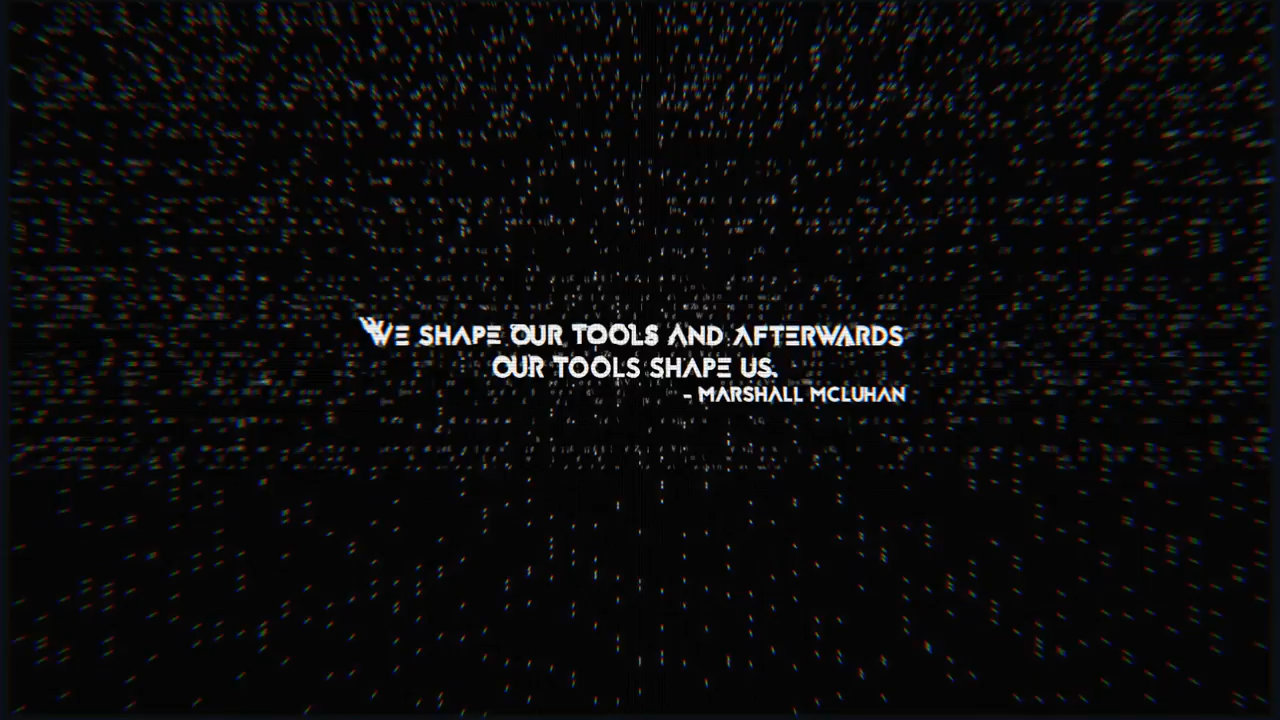 WE SHAPE OUR TOOLS AND AFTERWARDS
OUR TOOLS SHAPE US.
- MARSHALL MCLUHAN